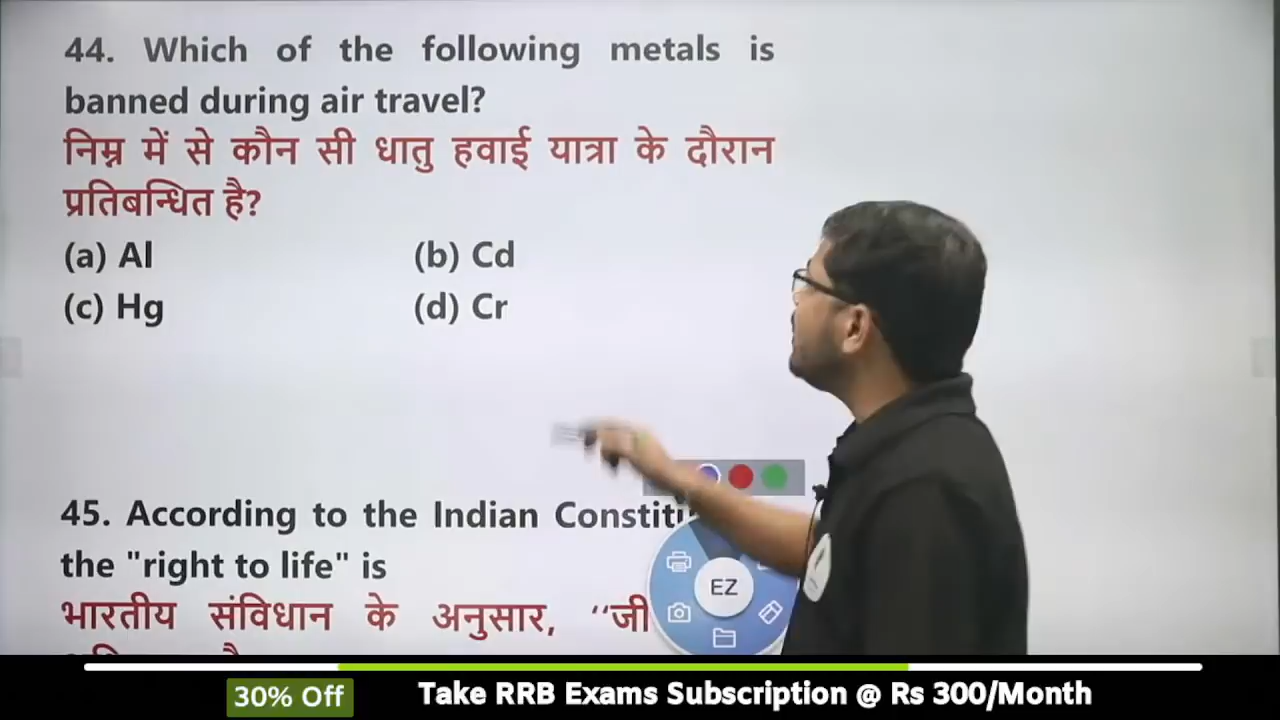 44. Which of the following metals is
banned during air travel?
निम्न में से कौन सी धातु हवाई यात्रा के दौरान
प्रतिबन्धित है?
(a) Al (b) Cd
(c) Hg (d) Cr
45. According to the Indian
the "right to life" is
भारतीय संविधान के अनुसार,
EZ
30% Off Take RRB Exams Subscription @ Rs 300/Month